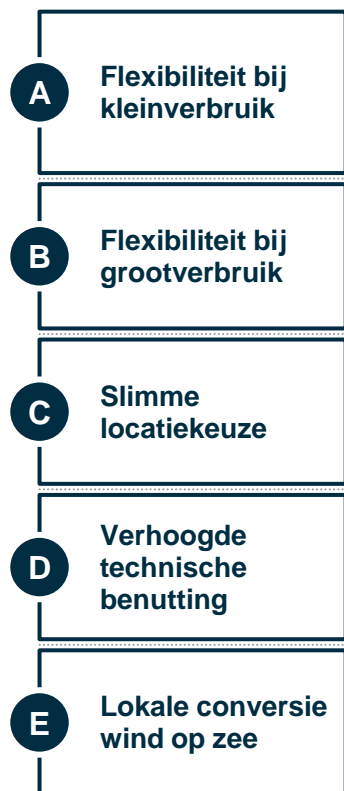 A
Flexibiliteit bij
kleinverbruik
B
Flexibiliteit bij
grootverbruik
C
Slimme
locatiekeuze
D
Verhoogde
technische
benutting
E
Lokale conversie
wind op zee